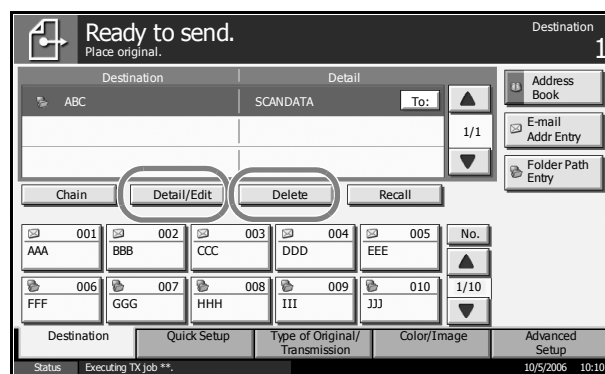 Ready to send.
Place original.
Destination
1
Destination Detail
ABC SCANDATA To:
1/1
Chain Detail/Edit Delete Recall
Address
Book
E-mail
Addr Entry
Folder Path
Entry
001 002 003 004 005 No.
AAA BBB CCC DDD EEE
006 007 008 009 010 1/10
FFF GGG HHH III JJJ
Destination Quick Setup Type of Original/
Transmission Color/Image Advanced
Setup
Status Executing TX job **. 10/5/2006 10:10